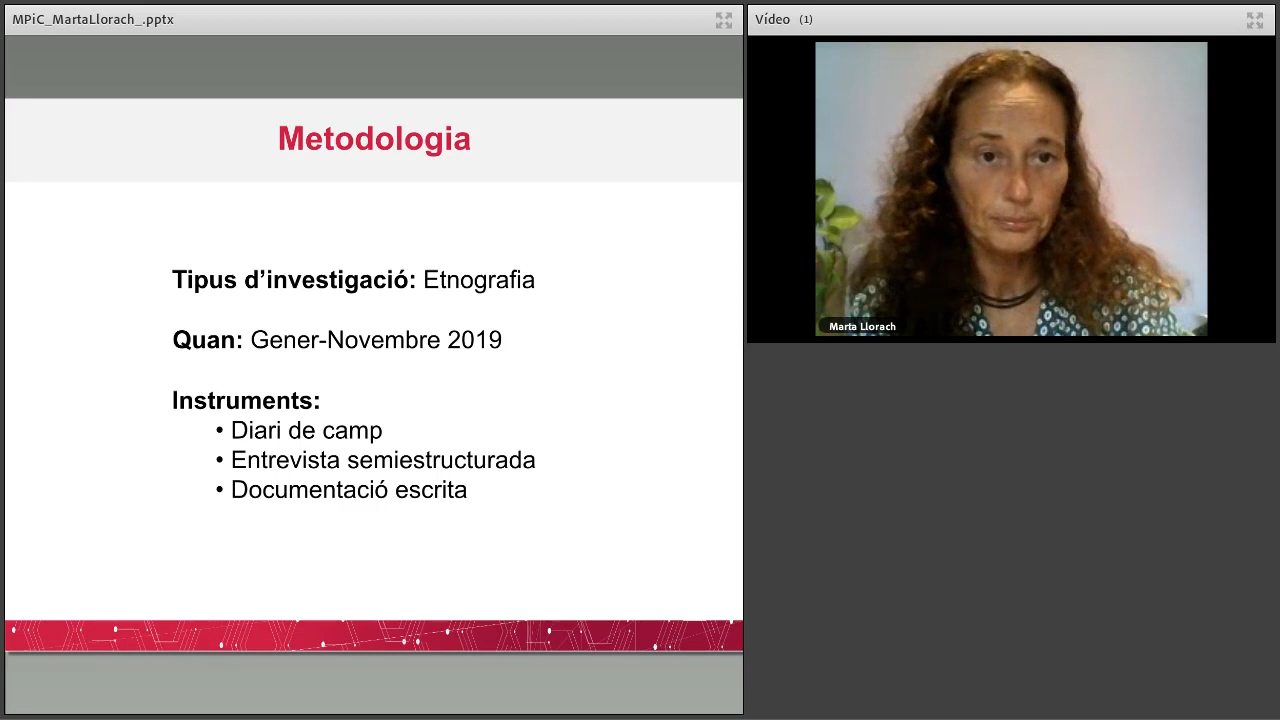 MPiC_MartaLlorach_.pptx
Metodologia
Tipus d’investigació: Etnografia
Quan: Gener-Novembre 2019
Instruments:
• Diari de camp
• Entrevista semiestructurada
• Documentació escrita
Vídeo (1)
Marta Llorach